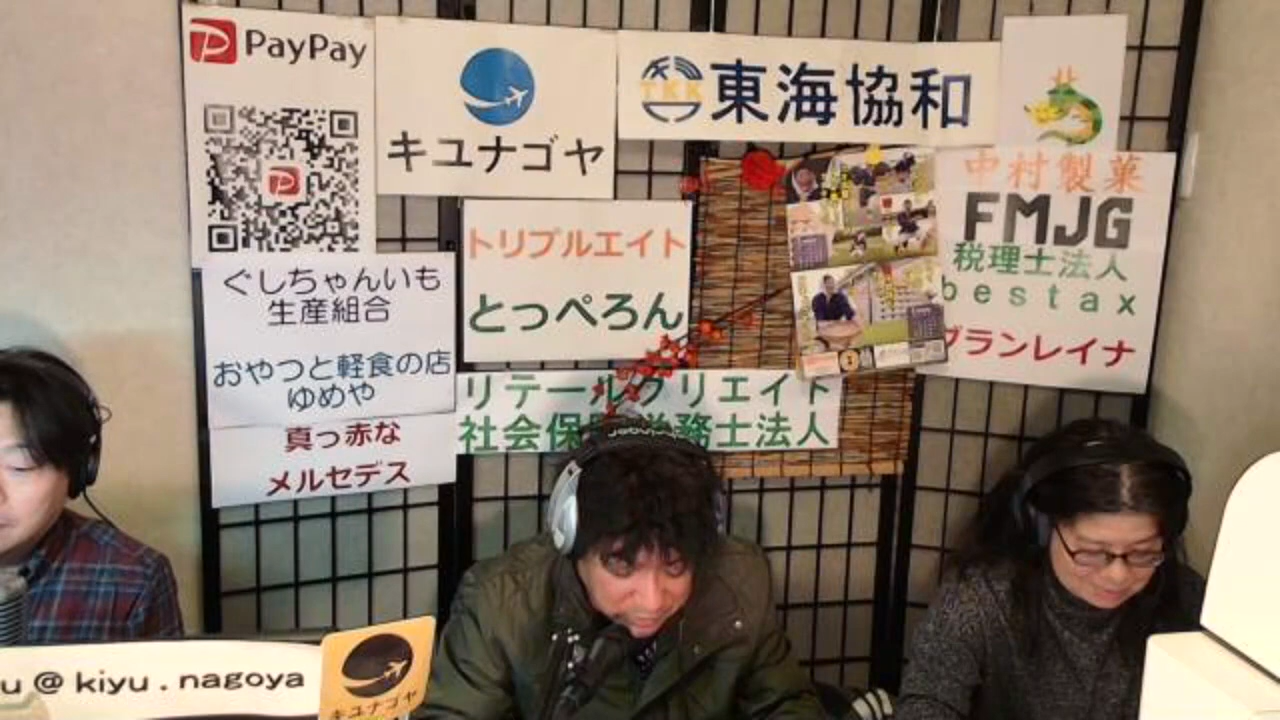 PayPay
キユナゴヤ
TKK 東海協和
中村製菓
FMJG
税理士法人
bestax
グランレイナ
トリプルエイト
とっぺろん
ぐしちゃんいも
生産組合
おやつと軽食の店
ゆめや
真っ赤な
メルセデス
リテールクリエイト
社会保険労務士法人
u@kiyu.nagoya
キユナゴヤ